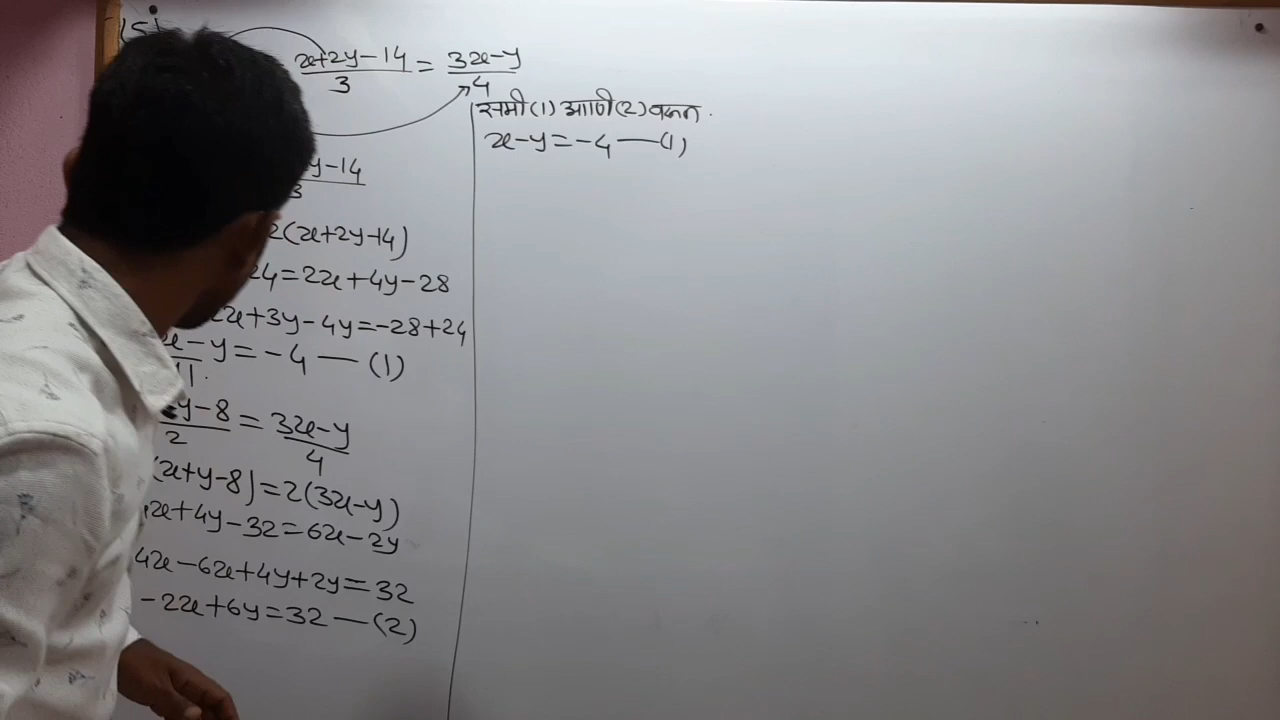 (5)
x+2y-14/3 = 3x-y/4
y-14/3
2(x+2y-14)
24=2x+4y-28
2x+3y-4y=-28+24
x-y=-4 — (1)
y-8/2 = 3x-y/4
(x+y-8)=2(3x-y)
x+4y-32=6x-2y
4x-6x+4y+2y=32
-2x+6y=32 — (2)
समी (1) आणि (2) वरून
x-y=-4 — (1)